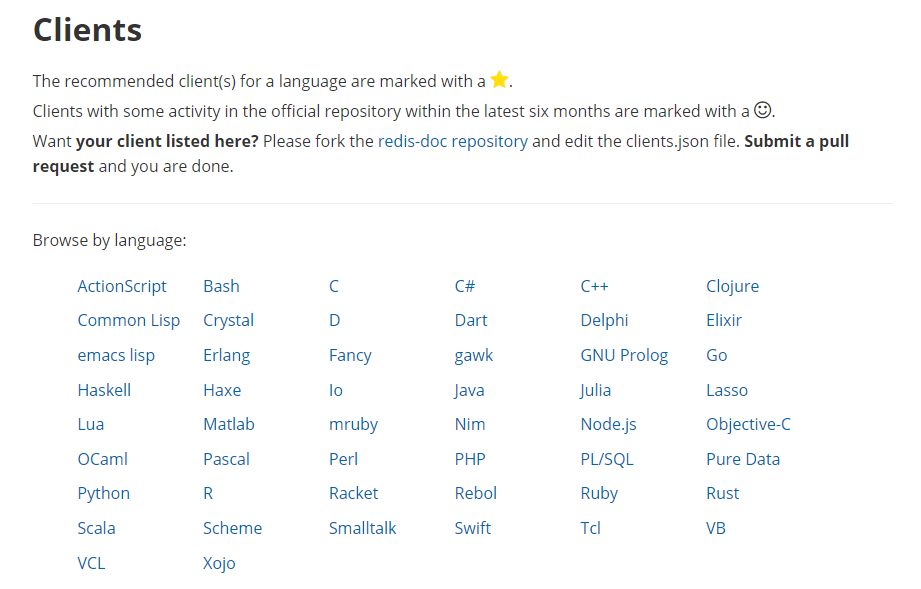 Clients
The recommended client(s) for a language are marked with a ⭐.
Clients with some activity in the official repository within the latest six months are marked with a ☺.
Want your client listed here? Please fork the redis-doc repository and edit the clients.json file. Submit a pull
request and you are done.
Browse by language:
ActionScript Bash C C# C++ Clojure
Common Lisp Crystal D Dart Delphi Elixir
emacs lisp Erlang Fancy gawk GNU Prolog Go
Haskell Haxe Io Java Julia Lasso
Lua Matlab mruby Nim Node.js Objective-C
OCaml Pascal Perl PHP PL/SQL Pure Data
Python R Racket Rebol Ruby Rust
Scala Scheme Smalltalk Swift Tcl VB
VCL Xojo